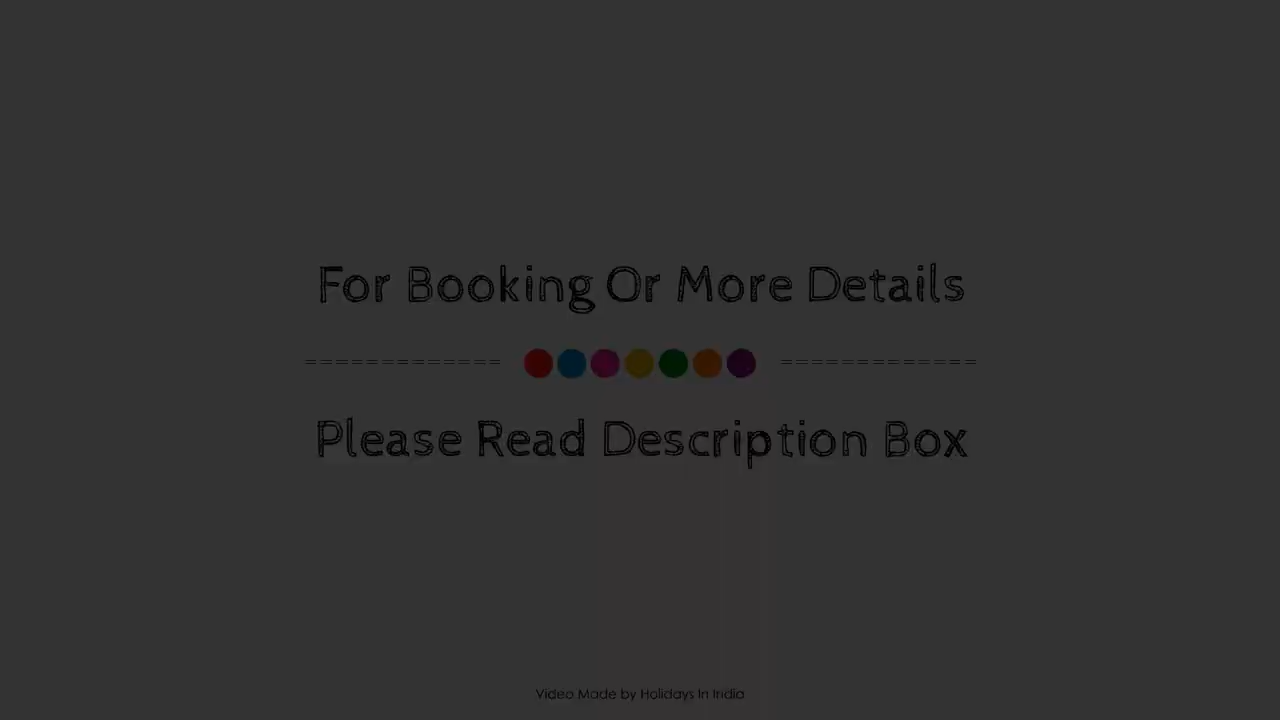 For Booking Or More Details
Please Read Description Box
Video Made by Holidays In India